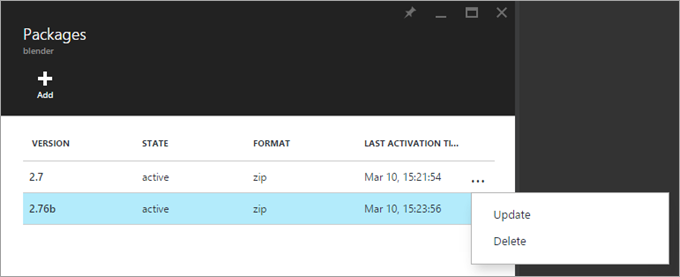 Packages
blender
Add
VERSION STATE FORMAT LAST ACTIVATION TI...
2.7 active zip Mar 10, 15:21:54 ...
2.76b active zip Mar 10, 15:23:56
Update
Delete